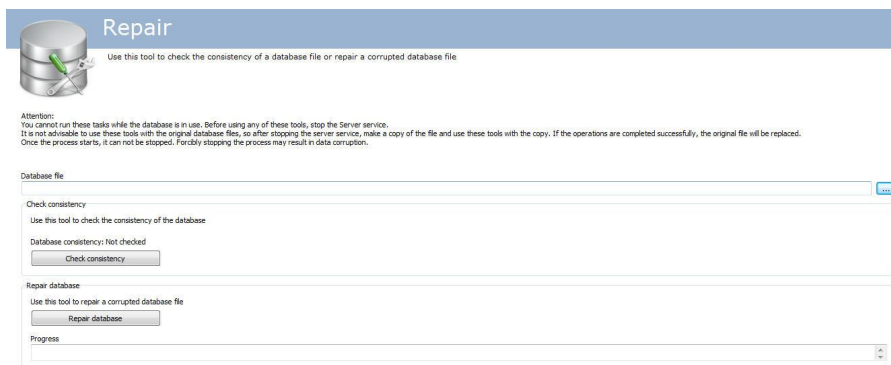 Repair
Use this tool to check the consistency of a database file or repair a corrupted database file
Attention:
You cannot run these tasks while the database is in use. Before using any of these tools, stop the Server service.
It is not advisable to use these tools with the original database files, so after stopping the server service, make a copy of the file and use these tools with the copy. If the operations are completed successfully, the original file will be replaced.
Once the process starts, it can not be stopped. Forcibly stopping the process may result in data corruption.
Database file
...
Check consistency
Use this tool to check the consistency of the database
Database consistency: Not checked
Check consistency
Repair database
Use this tool to repair a corrupted database file
Repair database
Progress